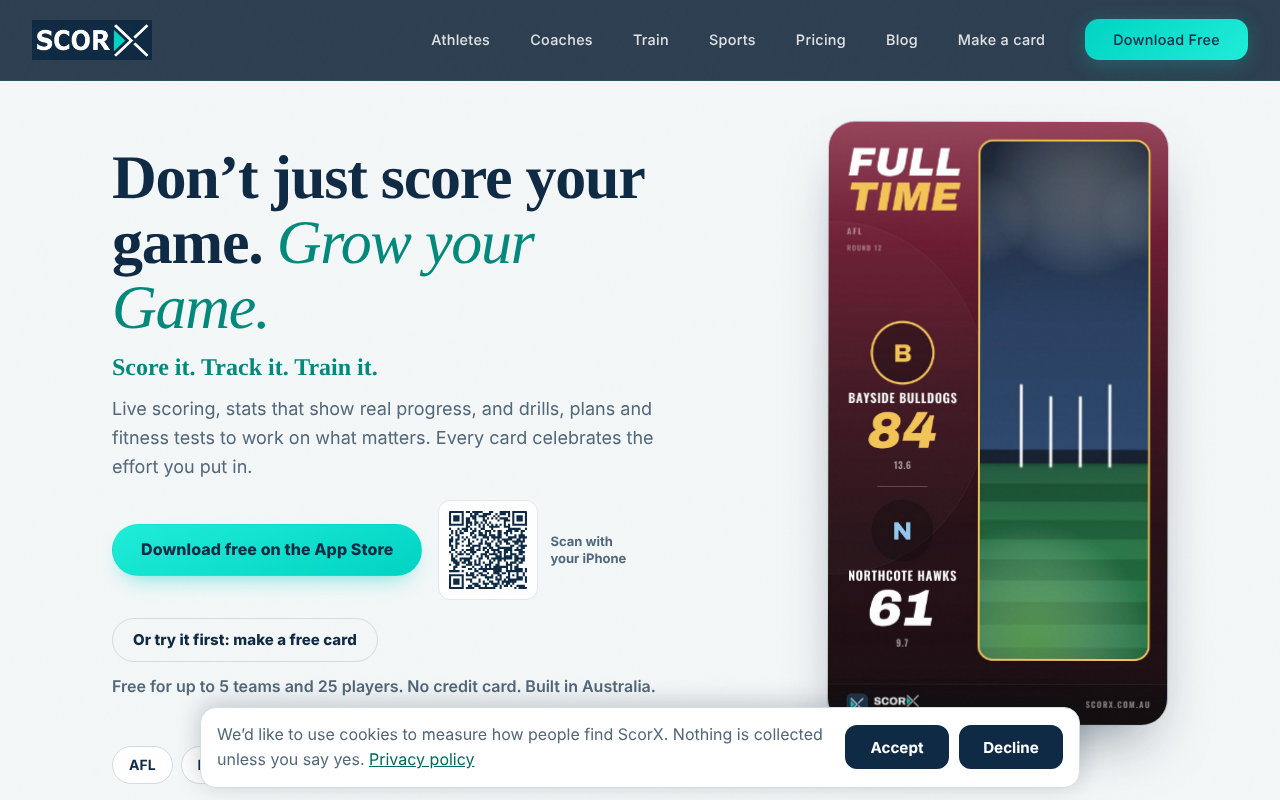 SCORX
Athletes
Coaches
Train
Sports
Pricing
Blog
Make a card
Download Free
Don’t just score your
game. Grow your
Game.
Score it. Track it. Train it.
Live scoring, stats that show real progress, and drills, plans and
fitness tests to work on what matters. Every card celebrates the
effort you put in.
Download free on the App Store
Scan with
your iPhone
Or try it first: make a free card
Free for up to 5 teams and 25 players. No credit card. Built in Australia.
AFL
FULL
TIME
AFL
ROUND 12
B
BAYSIDE BULLDOGS
84
13.6
N
NORTHCOTE HAWKS
61
9.7
SCORX
SCORX.COM.AU
We’d like to use cookies to measure how people find ScorX. Nothing is collected
unless you say yes. Privacy policy
Accept
Decline